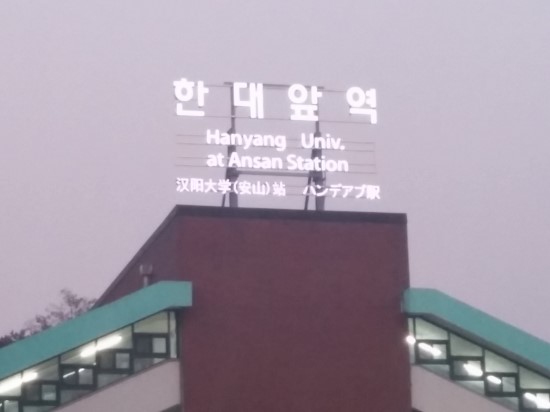 한대앞역
Hanyang Univ.
at Ansan Station
汉阳大学(安山)站 ハンデアプ駅